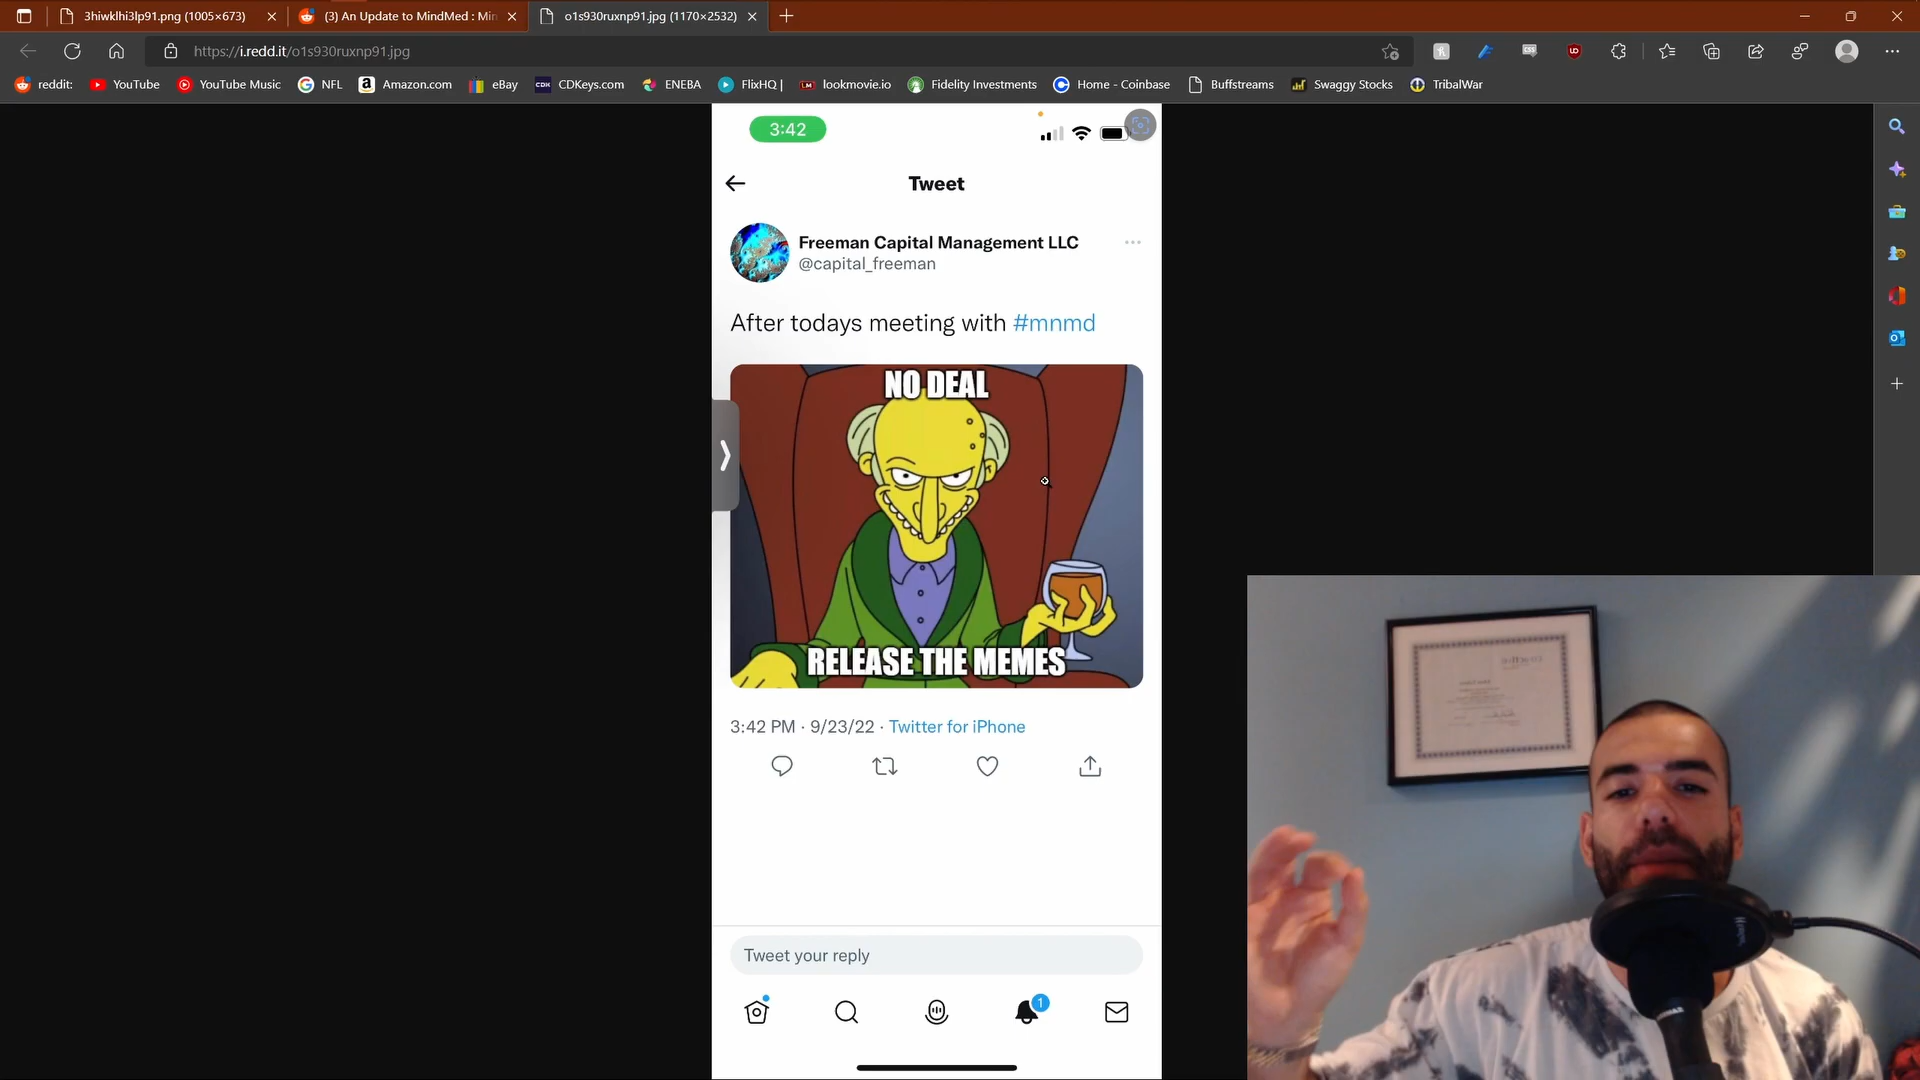 3hiwklhi3lp91.png (1005×673)
(3) An Update to MindMed : Min
o1s930ruxnp91.jpg (1170×2532)
https://i.redd.it/o1s930ruxnp91.jpg
reddit:
YouTube
YouTube Music
NFL
Amazon.com
eBay
CDKeys.com
ENEBA
FlixHQ |
lookmovie.io
Fidelity Investments
Home - Coinbase
Buffstreams
Swaggy Stocks
TribalWar
3:42
Tweet
Freeman Capital Management LLC
@capital_freeman
After todays meeting with #mnmd
NO DEAL
RELEASE THE MEMES
3:42 PM · 9/23/22 · Twitter for iPhone
Tweet your reply
1